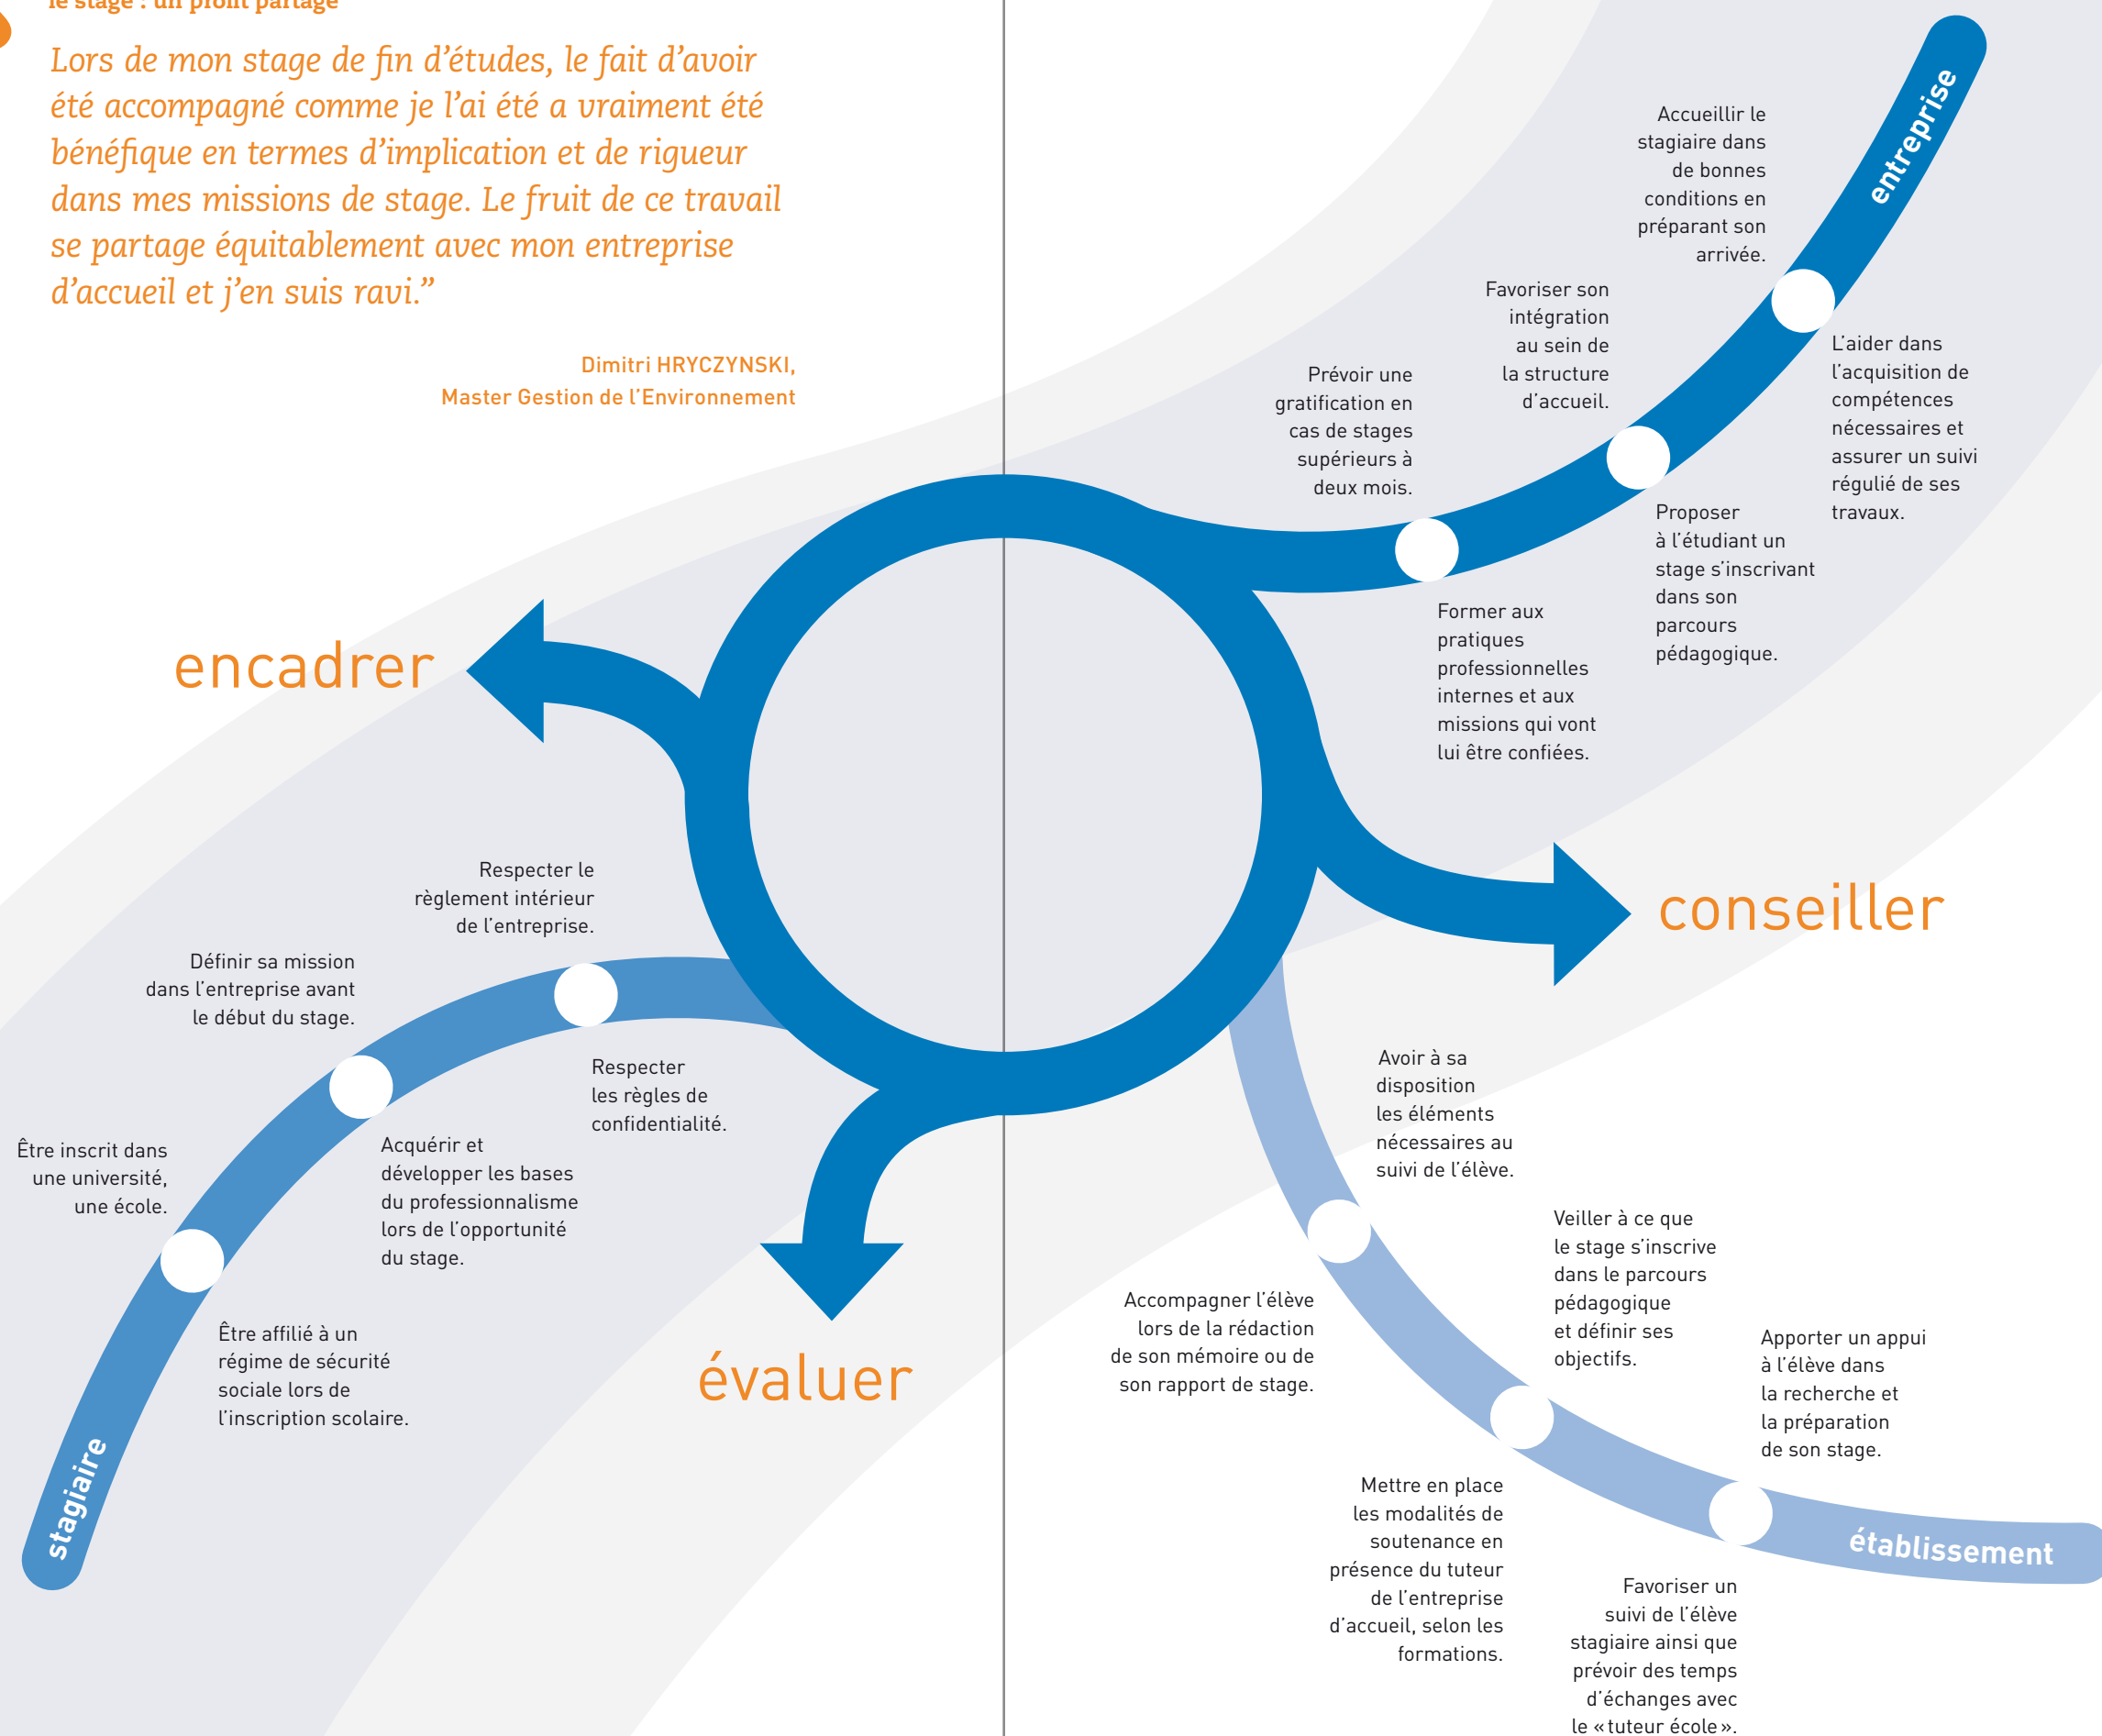 le stage : un profit partagé
Lors de mon stage de fin d’études, le fait d’avoir
été accompagné comme je l’ai été a vraiment été
bénéfique en termes d’implication et de rigueur
dans mes missions de stage. Le fruit de ce travail
se partage équitablement avec mon entreprise
d’accueil et j’en suis ravi.”
Dimitri HRYCZYNSKI,
Master Gestion de l’Environnement
entreprise
Accueillir le
stagiaire dans
de bonnes
conditions en
préparant son
arrivée.
L’aider dans
l’acquisition de
compétences
nécessaires et
assurer un suivi
régulié de ses
travaux.
Favoriser son
intégration
au sein de
la structure
d’accueil.
Proposer
à l’étudiant un
stage s’inscrivant
dans son
parcours
pédagogique.
Prévoir une
gratification en
cas de stages
supérieurs à
deux mois.
Former aux
pratiques
professionnelles
internes et aux
missions qui vont
lui être confiées.
encadrer
conseiller
évaluer
Respecter le
règlement intérieur
de l’entreprise.
Respecter
les règles de
confidentialité.
Définir sa mission
dans l’entreprise avant
le début du stage.
Acquérir et
développer les bases
du professionnalisme
lors de l’opportunité
du stage.
Être inscrit dans
une université,
une école.
Être affilié à un
régime de sécurité
sociale lors de
l’inscription scolaire.
stagiaire
Avoir à sa
disposition
les éléments
nécessaires au
suivi de l’élève.
Accompagner l’élève
lors de la rédaction
de son mémoire ou de
son rapport de stage.
Veiller à ce que
le stage s’inscrive
dans le parcours
pédagogique
et définir ses
objectifs.
Mettre en place
les modalités de
soutenance en
présence du tuteur
de l’entreprise
d’accueil, selon les
formations.
Apporter un appui
à l’élève dans
la recherche et
la préparation
de son stage.
Favoriser un
suivi de l’élève
stagiaire ainsi que
prévoir des temps
d’échanges avec
le «tuteur école».
établissement